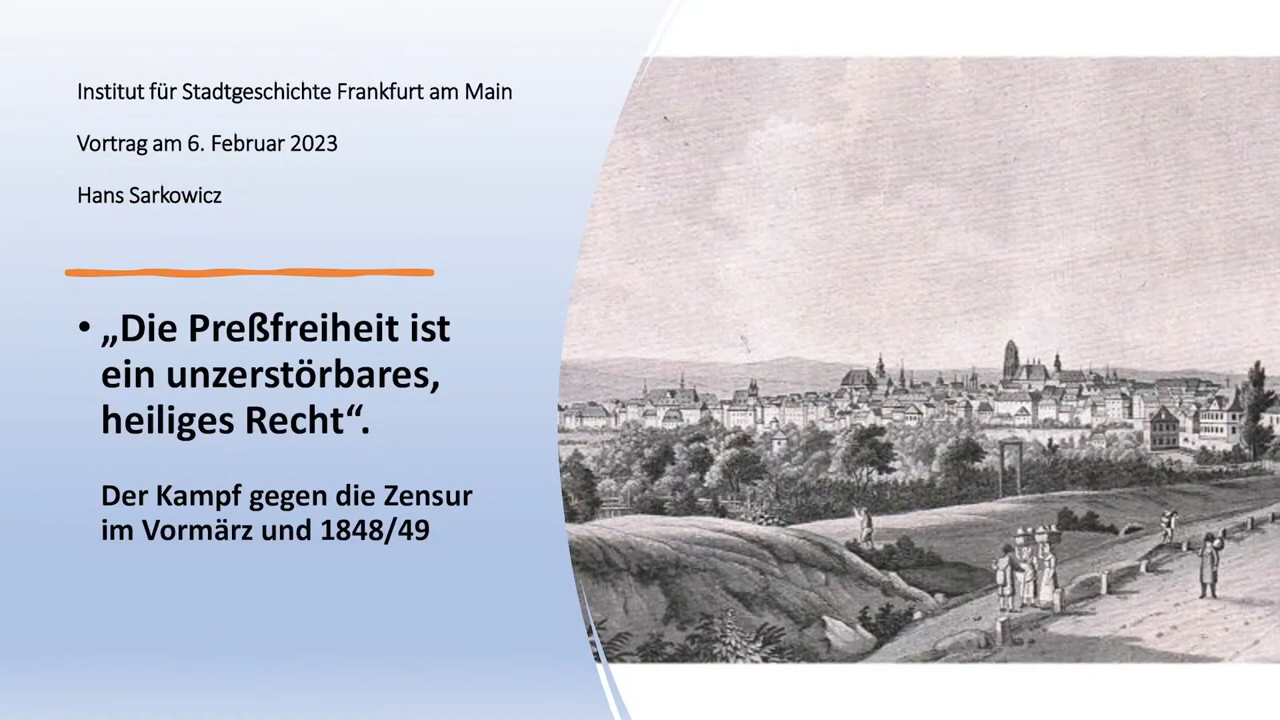 Institut für Stadtgeschichte Frankfurt am Main
Vortrag am 6. Februar 2023
Hans Sarkowicz
• „Die Preßfreiheit ist
ein unzerstörbares,
heiliges Recht“.
Der Kampf gegen die Zensur
im Vormärz und 1848/49